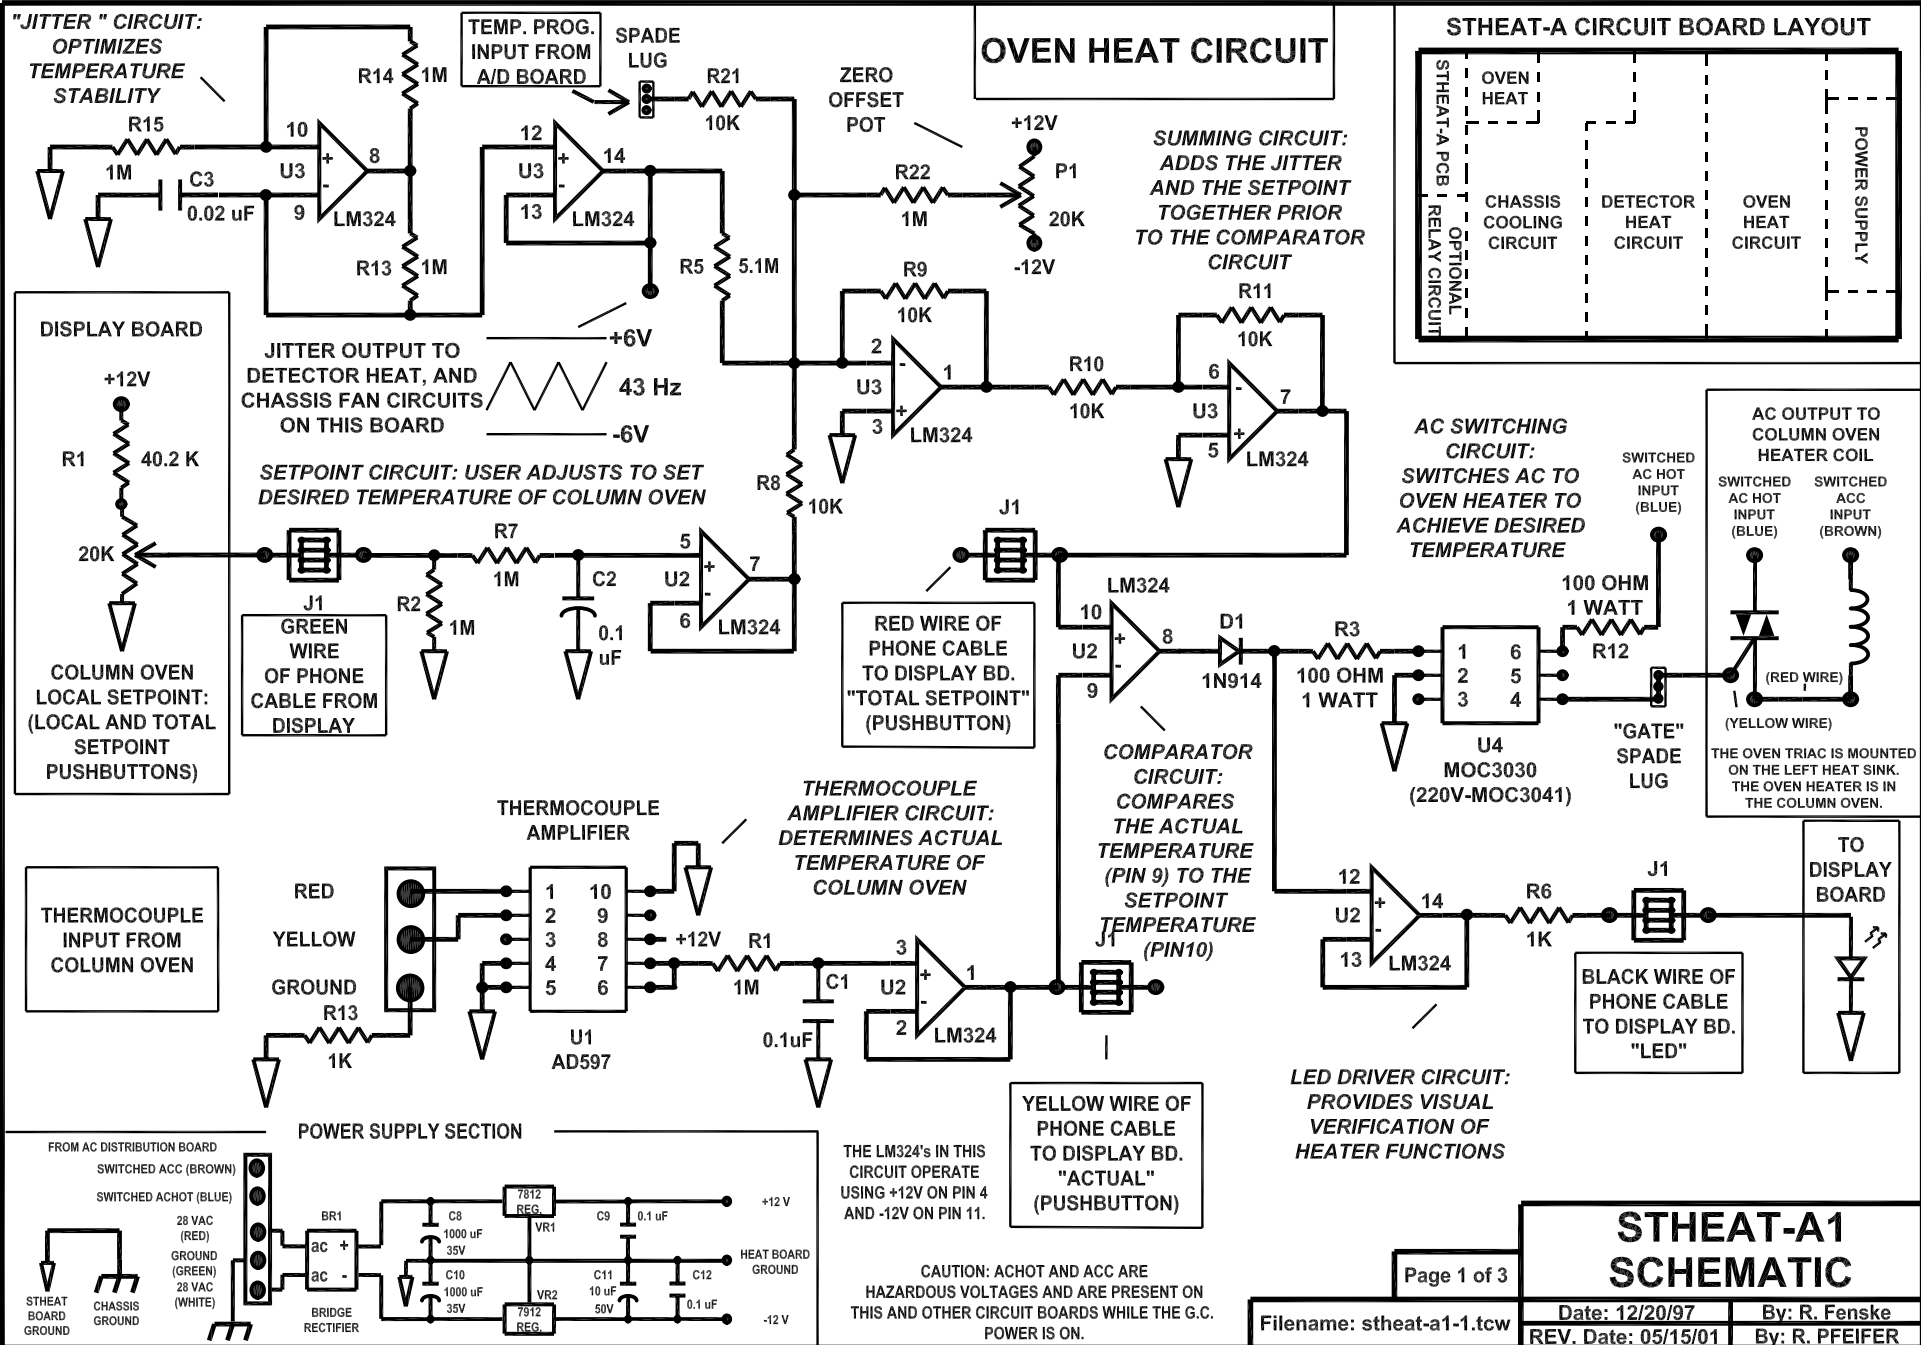 "JITTER " CIRCUIT:
OPTIMIZES
TEMPERATURE
STABILITY
R14
1M
R15
1M
C3
0.02 uF
10
9
8
U3
+
-
LM324
R13
1M
TEMP. PROG.
INPUT FROM
A/D BOARD
SPADE
LUG
R21
10K
12
13
14
U3
+
-
LM324
R5
5.1M
ZERO
OFFSET
POT
R22
1M
+12V
P1
20K
-12V
OVEN HEAT CIRCUIT
SUMMING CIRCUIT:
ADDS THE JITTER
AND THE SETPOINT
TOGETHER PRIOR
TO THE COMPARATOR
CIRCUIT
STHEAT-A CIRCUIT BOARD LAYOUT
STHEAT-A PCB
OPTIONAL
RELAY CIRCUIT
OVEN
HEAT
CHASSIS
COOLING
CIRCUIT
DETECTOR
HEAT
CIRCUIT
OVEN
HEAT
CIRCUIT
POWER SUPPLY
DISPLAY BOARD
+12V
R1
40.2 K
20K
COLUMN OVEN
LOCAL SETPOINT:
(LOCAL AND TOTAL
SETPOINT
PUSHBUTTONS)
JITTER OUTPUT TO
DETECTOR HEAT, AND
CHASSIS FAN CIRCUITS
ON THIS BOARD
+6V
43 Hz
-6V
SETPOINT CIRCUIT: USER ADJUSTS TO SET
DESIRED TEMPERATURE OF COLUMN OVEN
R9
10K
2
3
1
U3
-
+
LM324
R10
10K
R11
10K
6
5
7
U3
-
+
LM324
R8
10K
J1
GREEN
WIRE
OF PHONE
CABLE FROM
DISPLAY
R7
1M
R2
1M
C2
0.1
uF
5
6
7
U2
+
-
LM324
J1
RED WIRE OF
PHONE CABLE
TO DISPLAY BD.
"TOTAL SETPOINT"
(PUSHBUTTON)
LM324
10
9
8
U2
+
-
D1
1N914
R3
100 OHM
1 WATT
AC SWITCHING
CIRCUIT:
SWITCHES AC TO
OVEN HEATER TO
ACHIEVE DESIRED
TEMPERATURE
SWITCHED
AC HOT
INPUT
(BLUE)
100 OHM
1 WATT
R12
1 6
2 5
3 4
U4
MOC3030
(220V-MOC3041)
"GATE"
SPADE
LUG
AC OUTPUT TO
COLUMN OVEN
HEATER COIL
SWITCHED
AC HOT
INPUT
(BLUE)
SWITCHED
ACC
INPUT
(BROWN)
(RED WIRE)
(YELLOW WIRE)
THE OVEN TRIAC IS MOUNTED
ON THE LEFT HEAT SINK.
THE OVEN HEATER IS IN
THE COLUMN OVEN.
COMPARATOR
CIRCUIT:
COMPARES
THE ACTUAL
TEMPERATURE
(PIN 9) TO THE
SETPOINT
TEMPERATURE
(PIN10)
THERMOCOUPLE
AMPLIFIER CIRCUIT:
DETERMINES ACTUAL
TEMPERATURE OF
COLUMN OVEN
THERMOCOUPLE
AMPLIFIER
THERMOCOUPLE
INPUT FROM
COLUMN OVEN
RED
YELLOW
GROUND
R13
1K
1 10
2 9
3 8
4 7
5 6
U1
AD597
+12V
R1
1M
C1
0.1uF
3
2
1
U2
+
-
LM324
J1
YELLOW WIRE OF
PHONE CABLE
TO DISPLAY BD.
"ACTUAL"
(PUSHBUTTON)
12
13
14
U2
+
-
LM324
R6
1K
J1
BLACK WIRE OF
PHONE CABLE
TO DISPLAY BD.
"LED"
TO
DISPLAY
BOARD
LED DRIVER CIRCUIT:
PROVIDES VISUAL
VERIFICATION OF
HEATER FUNCTIONS
POWER SUPPLY SECTION
FROM AC DISTRIBUTION BOARD
SWITCHED ACC (BROWN)
SWITCHED ACHOT (BLUE)
28 VAC
(RED)
GROUND
(GREEN)
28 VAC
(WHITE)
STHEAT
BOARD
GROUND
CHASSIS
GROUND
BR1
ac +
ac -
BRIDGE
RECTIFIER
C8
1000 uF
35V
C10
1000 uF
35V
7812
REG.
VR1
VR2
7912
REG.
C9
0.1 uF
C11
10 uF
50V
C12
0.1 uF
+12 V
HEAT BOARD
GROUND
-12 V
THE LM324's IN THIS
CIRCUIT OPERATE
USING +12V ON PIN 4
AND -12V ON PIN 11.
CAUTION: ACHOT AND ACC ARE
HAZARDOUS VOLTAGES AND ARE PRESENT ON
THIS AND OTHER CIRCUIT BOARDS WHILE THE G.C.
POWER IS ON.
STHEAT-A1
SCHEMATIC
Page 1 of 3
Filename: stheat-a1-1.tcw
Date: 12/20/97
By: R. Fenske
REV. Date: 05/15/01
By: R. PFEIFER